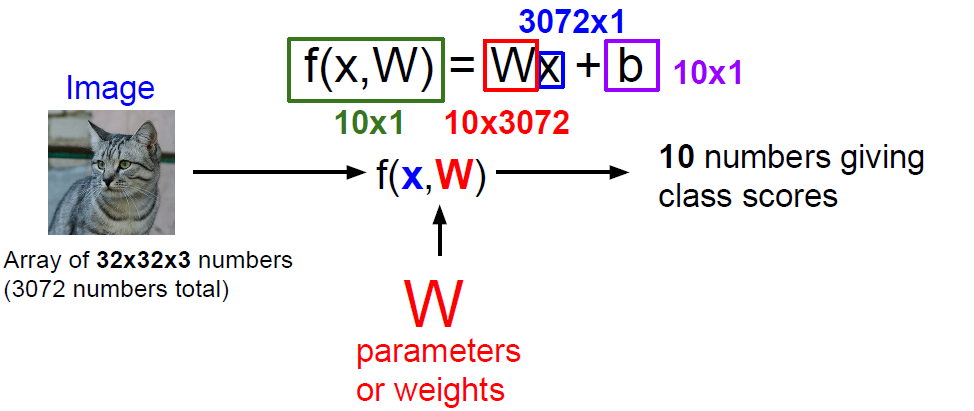 3072x1
f(x,W) = Wx + b
10x1
10x1
10x3072
Image
f(x,W)
10 numbers giving
class scores
Array of 32x32x3 numbers
(3072 numbers total)
W
parameters
or weights